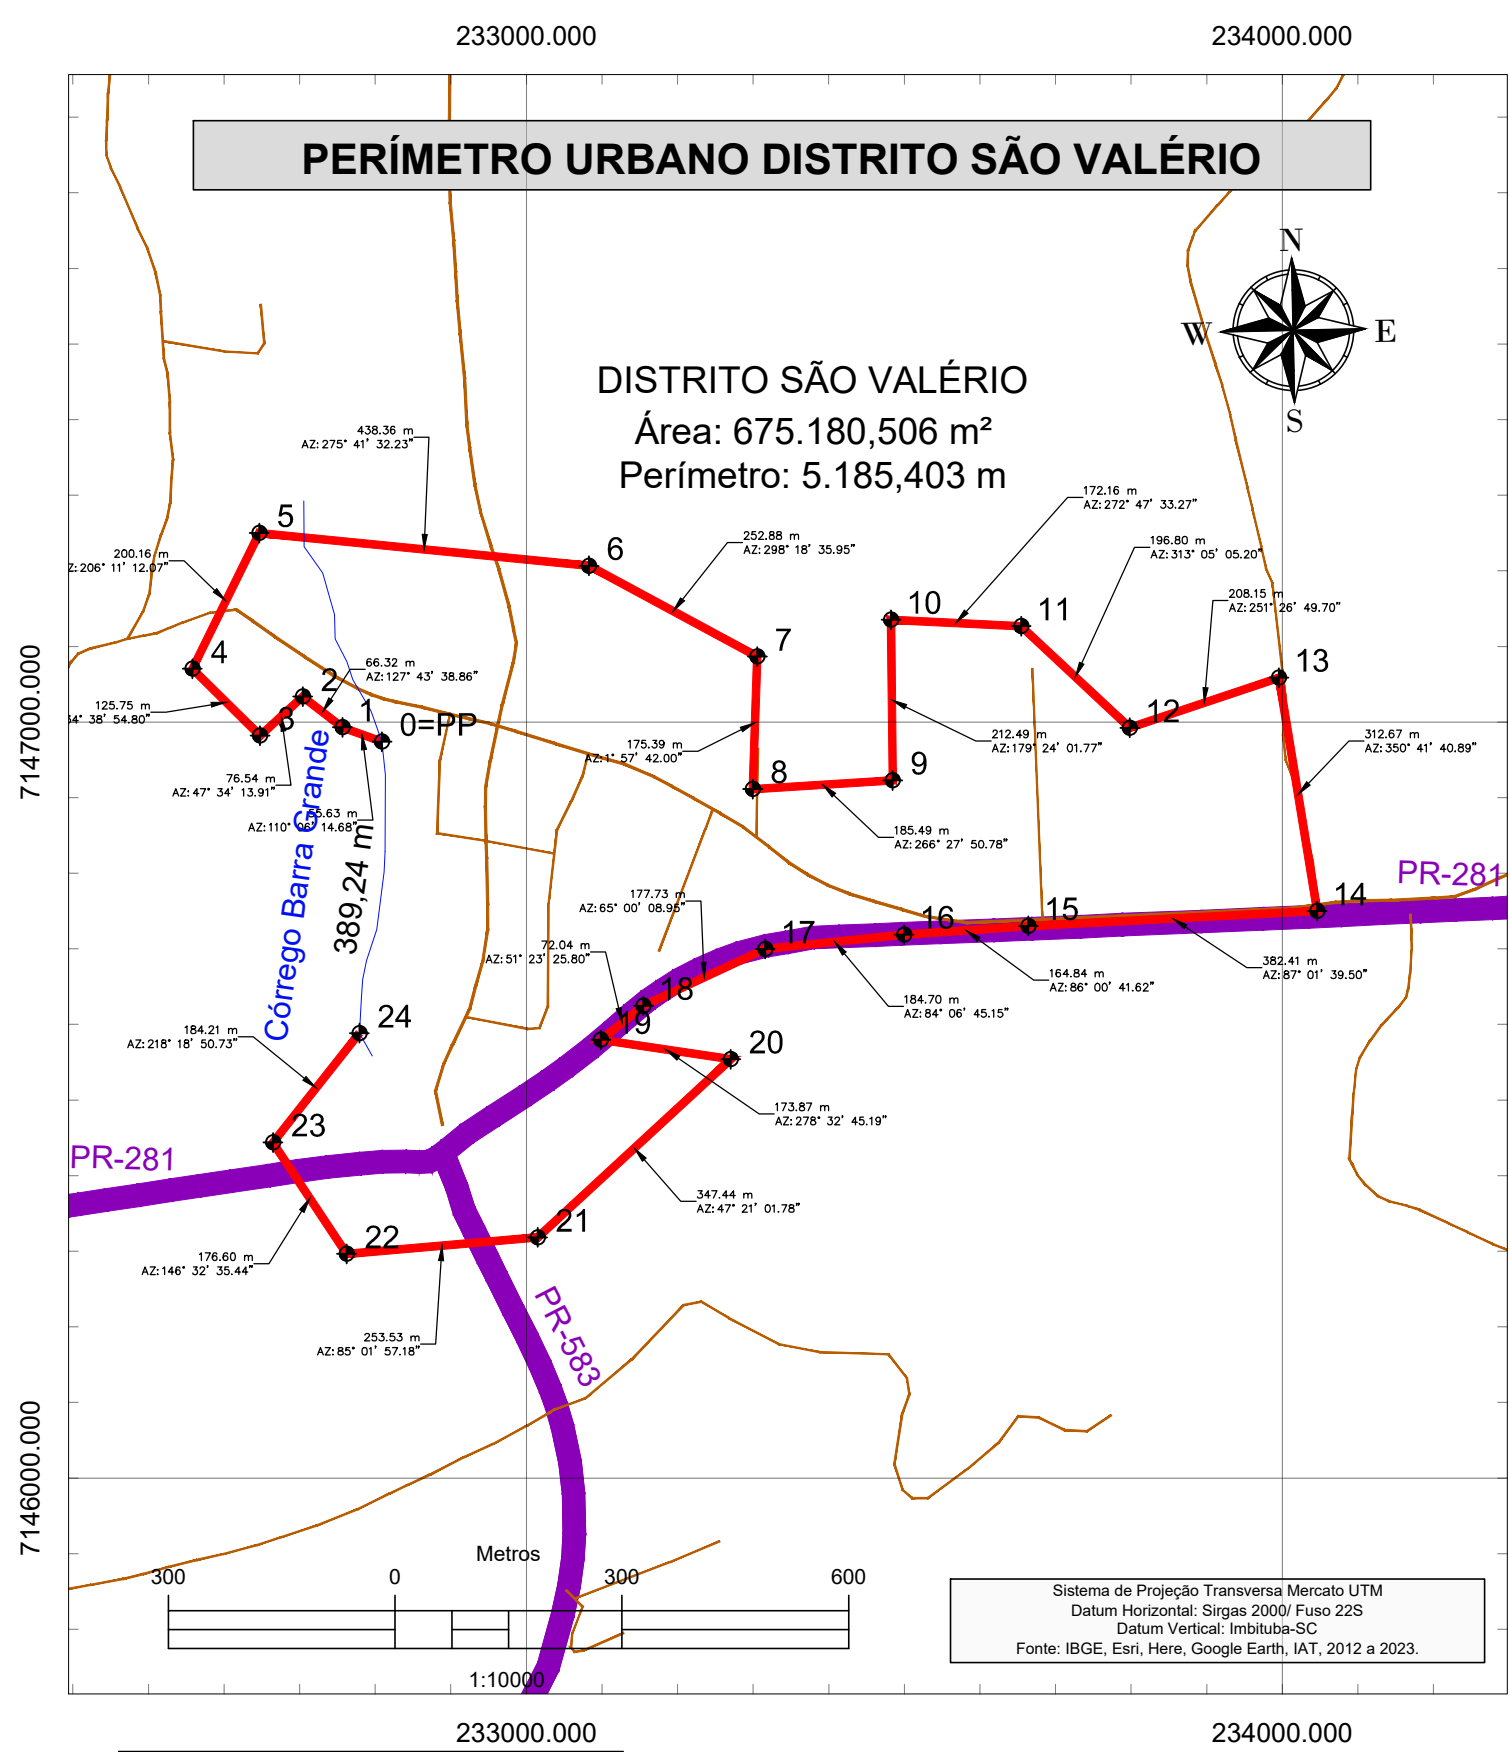 233000.000
234000.000
PERÍMETRO URBANO DISTRITO SÃO VALÉRIO
N
W
E
S
DISTRITO SÃO VALÉRIO
Área: 675.180,506 m²
Perímetro: 5.185,403 m
438.36 m
AZ:275° 41' 32.23"
172.16 m
AZ:272° 47' 33.27"
252.88 m
AZ:298° 18' 35.95"
196.80 m
AZ:313° 05' 05.20"
200.16 m
Z:206° 11' 12.07"
208.15 m
AZ:251° 26' 49.70"
5
6
7
10
11
13
4
2
66.32 m
AZ:127° 43' 38.86"
125.75 m
34° 38' 54.80"
3
1
0=PP
12
7147000.000
175.39 m
AZ:1° 57' 42.00"
212.49 m
AZ:179° 24' 01.77"
312.67 m
AZ:350° 41' 40.89"
8
9
76.54 m
AZ:47° 34' 13.91"
55.63 m
AZ:110° 06' 14.68"
185.49 m
AZ:266° 27' 50.78"
Córrego Barra Grande
389,24 m
PR-281
177.73 m
AZ:65° 00' 08.95"
14
15
16
17
72.04 m
AZ:51° 23' 25.80"
382.41 m
AZ:87° 01' 39.50"
164.84 m
AZ:86° 00' 41.62"
184.70 m
AZ:84° 06' 45.15"
18
19
24
184.21 m
AZ:218° 18' 50.73"
20
173.87 m
AZ:278° 32' 45.19"
23
PR-281
347.44 m
AZ:47° 21' 01.78"
21
22
176.60 m
AZ:146° 32' 35.44"
253.53 m
AZ:85° 01' 57.18"
PR-583
7146000.000
Metros
300
0
300
600
1:10000
Sistema de Projeção Transversa Mercato UTM
Datum Horizontal: Sirgas 2000/ Fuso 22S
Datum Vertical: Imbituba-SC
Fonte: IBGE, Esri, Here, Google Earth, IAT, 2012 a 2023.
233000.000
234000.000